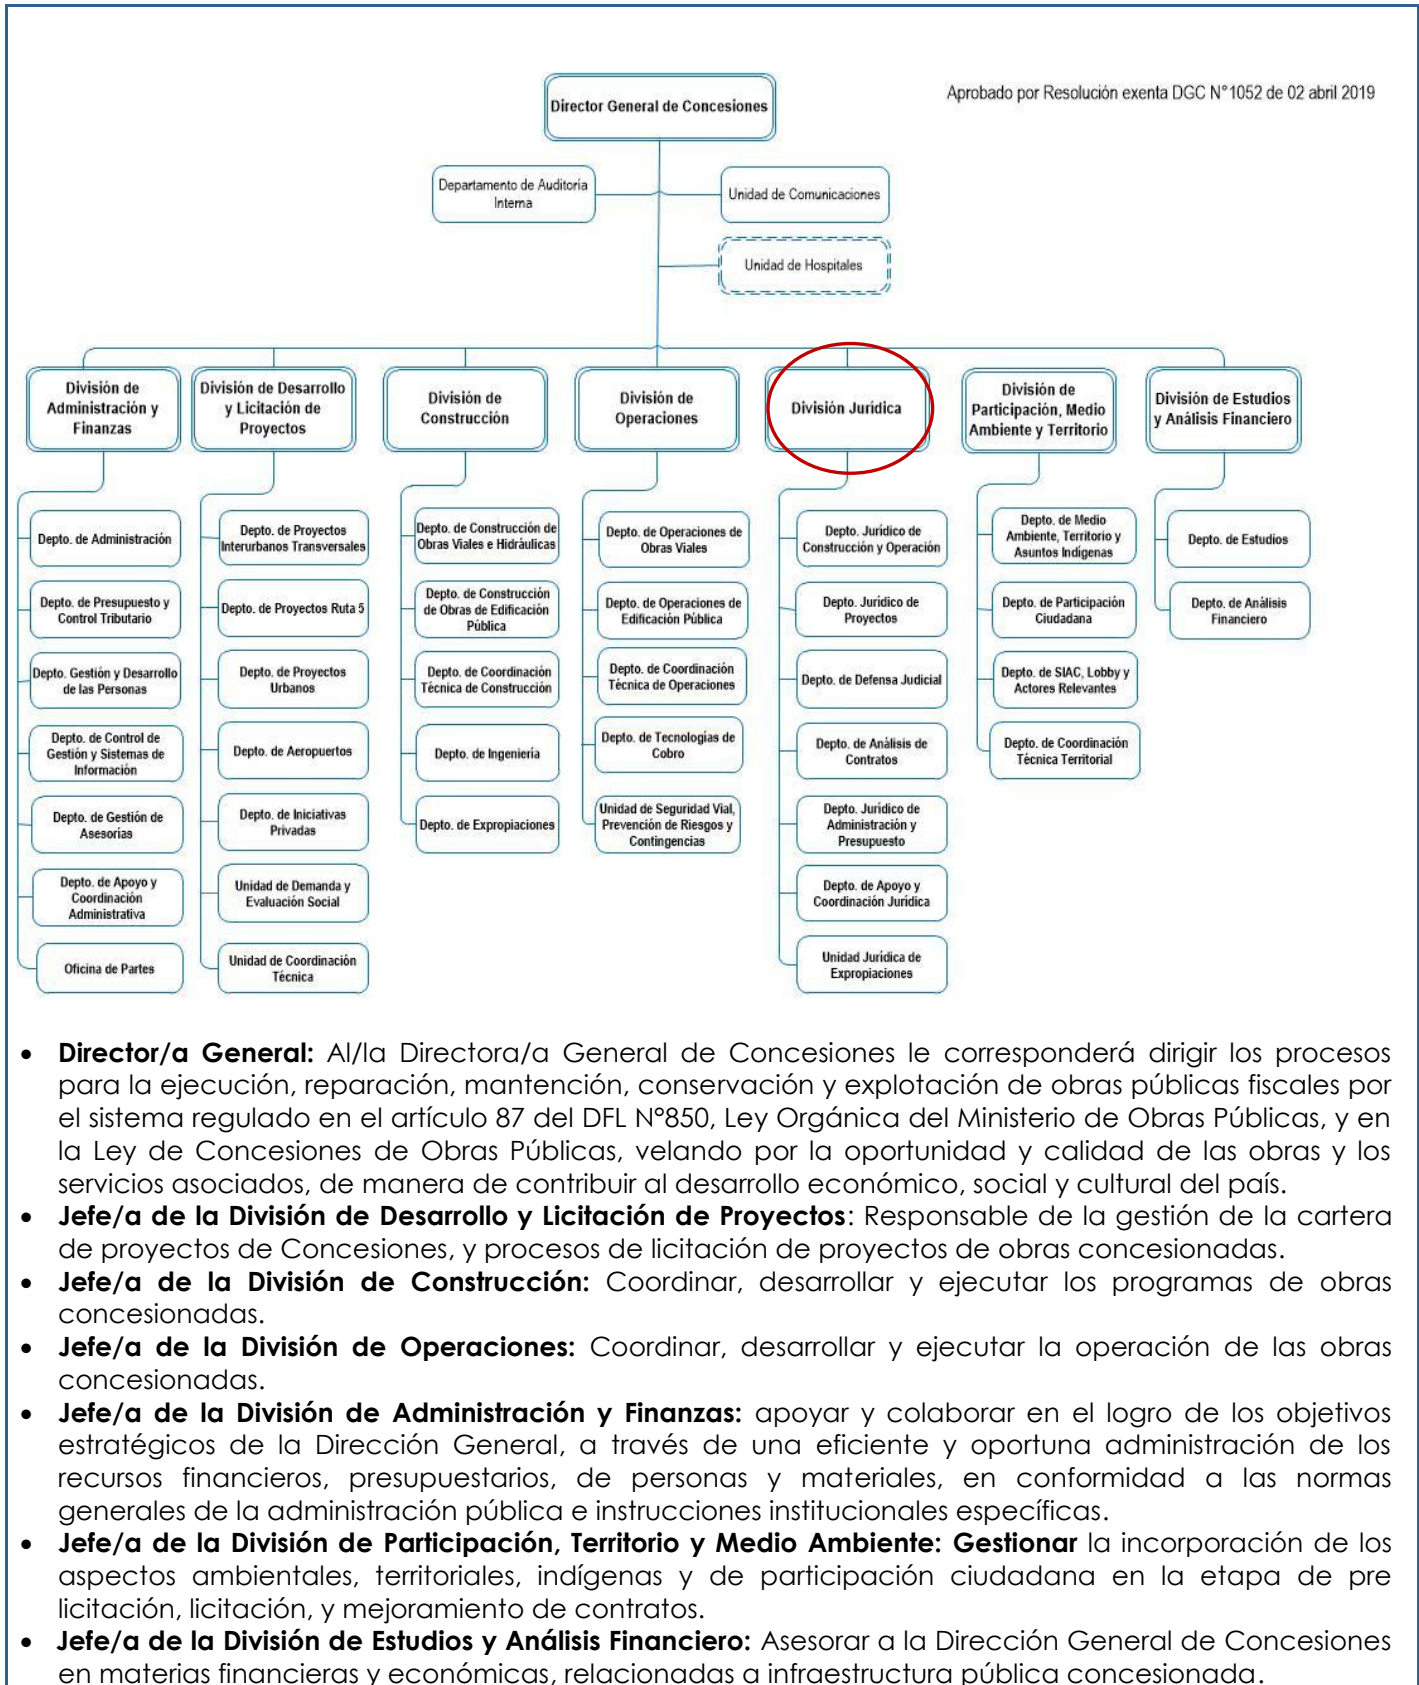 Aprobado por Resolución exenta DGC N°1052 de 02 abril 2019
Director General de Concesiones
Departamento de Auditoría
Interna
Unidad de Comunicaciones
Unidad de Hospitales
División de
Administración y
Finanzas
División de Desarrollo
y Licitación de
Proyectos
División de
Construcción
División de
Operaciones
División Jurídica
División de
Participación, Medio
Ambiente y Territorio
División de Estudios
y Análisis Financiero
Depto. de Administración
Depto. de Presupuesto y
Control Tributario
Depto. Gestión y Desarrollo
de las Personas
Depto. de Control de
Gestión y Sistemas de
Información
Depto. de Gestión de
Asesorías
Depto. de Apoyo y
Coordinación
Administrativa
Oficina de Partes
Depto. de Proyectos
Interurbanos Transversales
Depto. de Proyectos Ruta 5
Depto. de Proyectos
Urbanos
Depto. de Aeropuertos
Depto. de Iniciativas
Privadas
Unidad de Demanda y
Evaluación Social
Unidad de Coordinación
Técnica
Depto. de Construcción de
Obras Viales e Hidráulicas
Depto. de Construcción
de Obras de Edificación
Pública
Depto. de Coordinación
Técnica de Construcción
Depto. de Ingeniería
Depto. de Expropiaciones
Depto. de Operaciones de
Obras Viales
Depto. de Operaciones de
Edificación Pública
Depto. de Coordinación
Técnica de Operaciones
Depto. de Tecnologías de
Cobro
Unidad de Seguridad Vial,
Prevención de Riesgos y
Contingencias
Depto. Jurídico de
Construcción y Operación
Depto. Jurídico de
Proyectos
Depto. de Defensa Judicial
Depto. de Análisis de
Contratos
Depto. Jurídico de
Administración y
Presupuesto
Depto. de Apoyo y
Coordinación Jurídica
Unidad Jurídica de
Expropiaciones
Depto. de Medio
Ambiente, Territorio y
Asuntos Indígenas
Depto. de Participación
Ciudadana
Depto. de SIAC, Lobby y
Actores Relevantes
Depto. de Coordinación
Técnica Territorial
Depto. de Estudios
Depto. de Análisis
Financiero
• Director/a General: Al/la Directora/a General de Concesiones le corresponderá dirigir los procesos
para la ejecución, reparación, mantención, conservación y explotación de obras públicas fiscales por
el sistema regulado en el artículo 87 del DFL N°850, Ley Orgánica del Ministerio de Obras Públicas, y en
la Ley de Concesiones de Obras Públicas, velando por la oportunidad y calidad de las obras y los
servicios asociados, de manera de contribuir al desarrollo económico, social y cultural del país.
• Jefe/a de la División de Desarrollo y Licitación de Proyectos: Responsable de la gestión de la cartera
de proyectos de Concesiones, y procesos de licitación de proyectos de obras concesionadas.
• Jefe/a de la División de Construcción: Coordinar, desarrollar y ejecutar los programas de obras
concesionadas.
• Jefe/a de la División de Operaciones: Coordinar, desarrollar y ejecutar la operación de las obras
concesionadas.
• Jefe/a de la División de Administración y Finanzas: apoyar y colaborar en el logro de los objetivos
estratégicos de la Dirección General, a través de una eficiente y oportuna administración de los
recursos financieros, presupuestarios, de personas y materiales, en conformidad a las normas
generales de la administración pública e instrucciones institucionales específicas.
• Jefe/a de la División de Participación, Territorio y Medio Ambiente: Gestionar la incorporación de los
aspectos ambientales, territoriales, indígenas y de participación ciudadana en la etapa de pre
licitación, licitación, y mejoramiento de contratos.
• Jefe/a de la División de Estudios y Análisis Financiero: Asesorar a la Dirección General de Concesiones
en materias financieras y económicas, relacionadas a infraestructura pública concesionada.